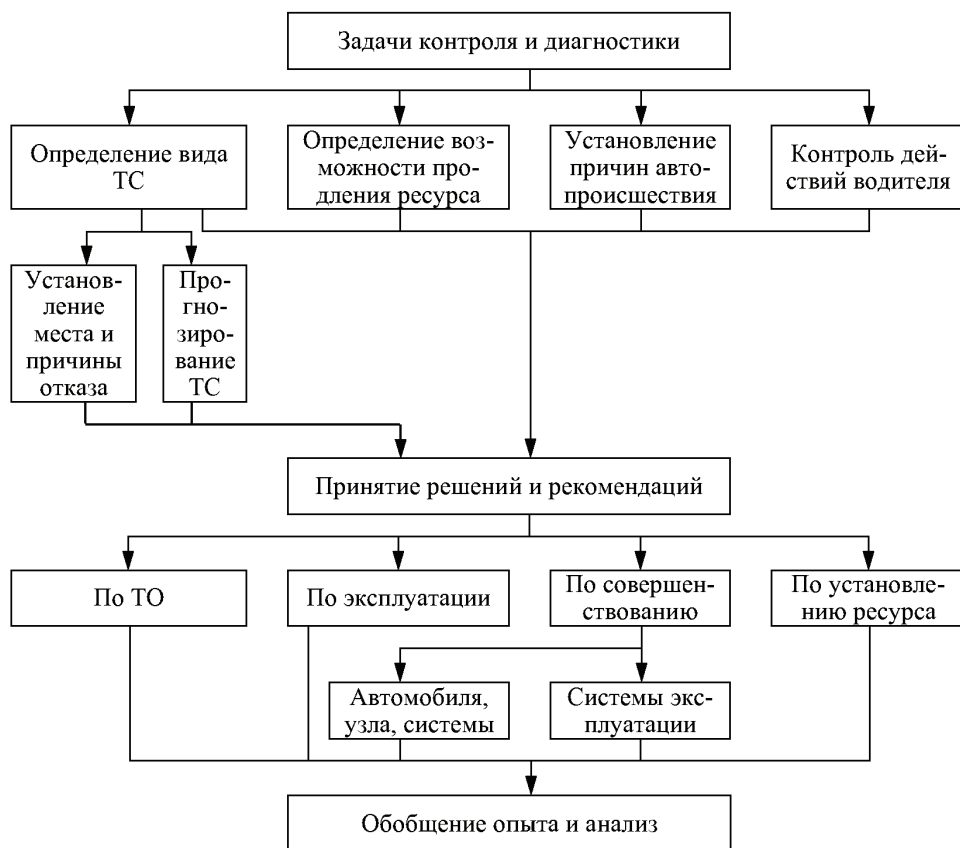 Задачи контроля и диагностики
Определение вида
ТС
Определение воз-
можности про-
дления ресурса
Установление
причин авто-
происшествия
Контроль дей-
ствий водителя
Установ-
ление
места и
причины
отказа
Про-
гно-
зиро-
вание
ТС
Принятие решений и рекомендаций
По ТО
По эксплуатации
По совершен-
ствованию
По установле-
нию ресурса
Автомобиля,
узла, системы
Системы экс-
плуатации
Обобщение опыта и анализ